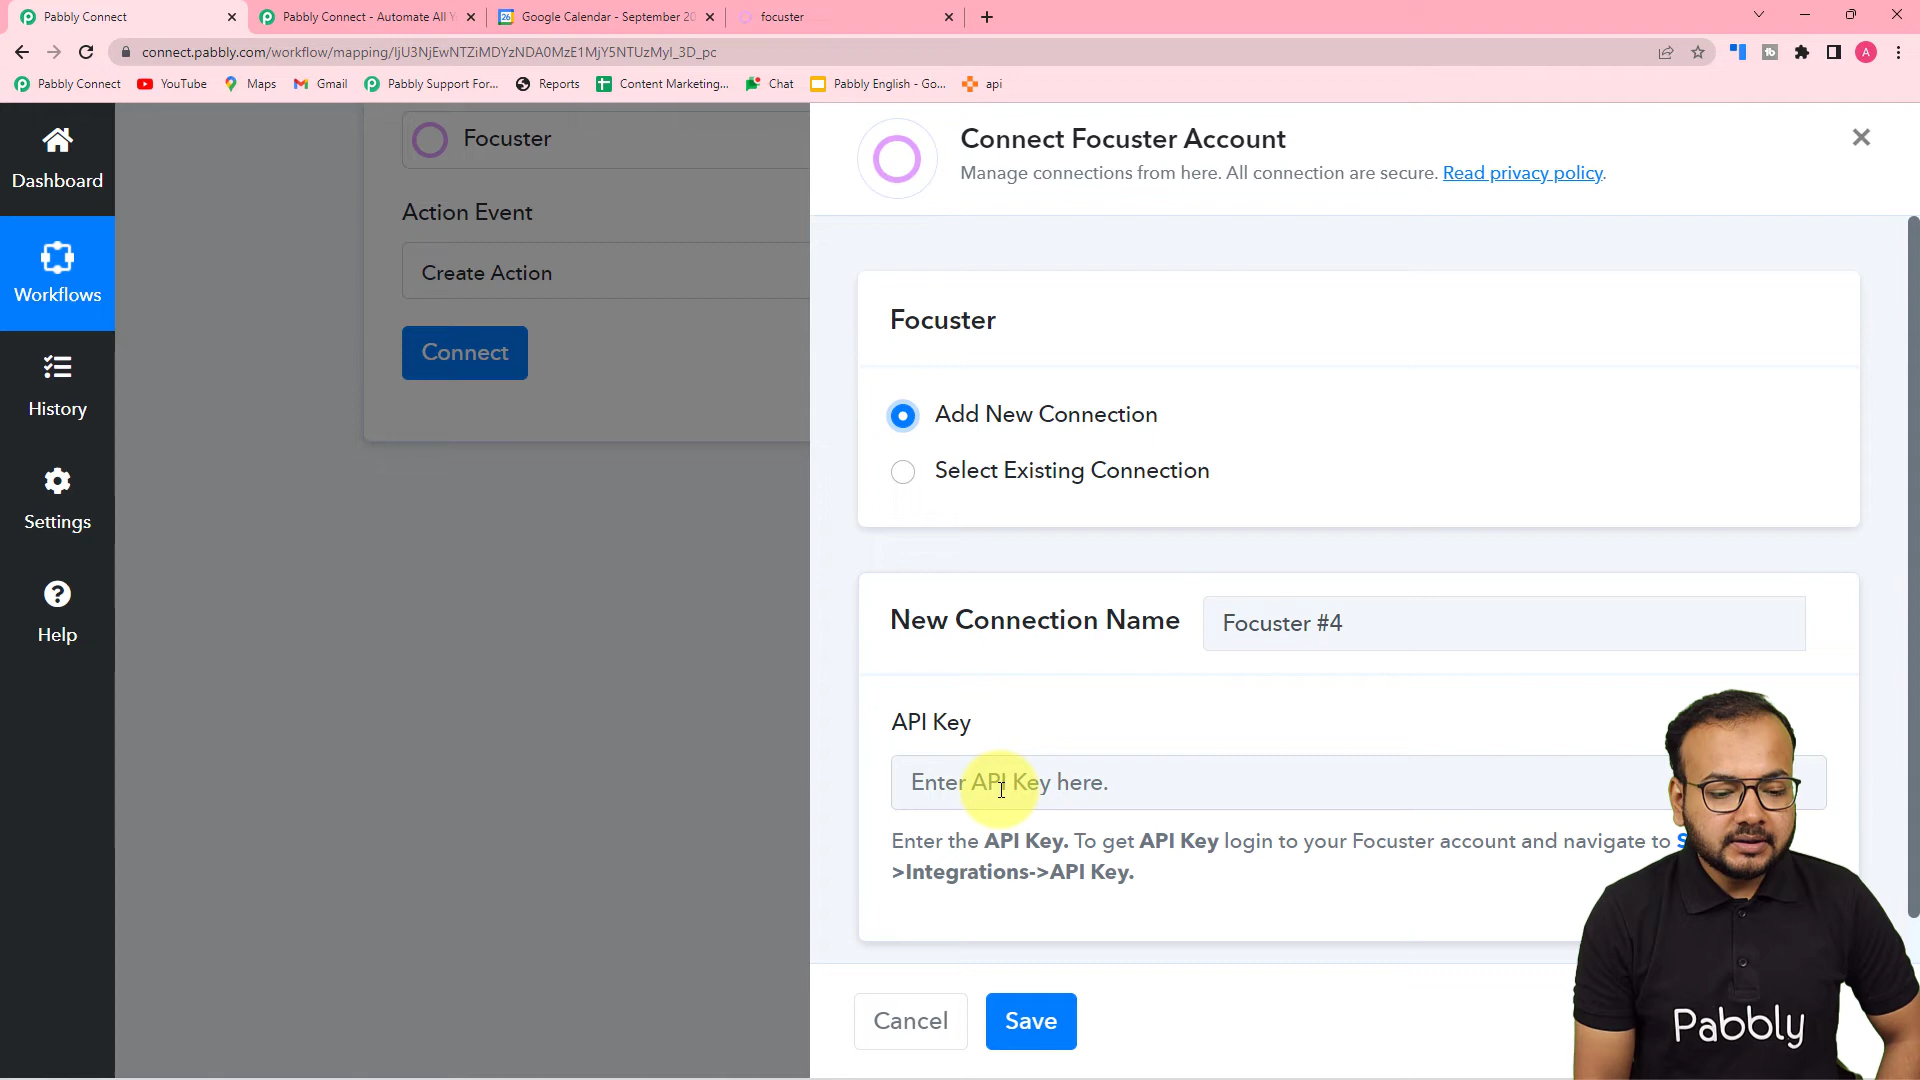 Pabbly Connect
Pabbly Connect - Automate All Y
Google Calendar - September 20
focuster
connect.pabbly.com/workflow/mapping/IjU3NjEwNTZiMDYzNDA0MzE1MjY5NTUzMyI_3D_pc
Pabbly Connect
YouTube
Maps
Gmail
Pabbly Support For...
Reports
Content Marketing...
Chat
Pabbly English - Go...
api
Dashboard
Workflows
History
Settings
Help
Focuster
Action Event
Create Action
Connect
Connect Focuster Account
Manage connections from here. All connection are secure. Read privacy policy.
Focuster
Add New Connection
Select Existing Connection
New Connection Name
Focuster #4
API Key
Enter API Key here.
Enter the API Key. To get API Key login to your Focuster account and navigate to
>Integrations->API Key.
Cancel
Save
Pabbly